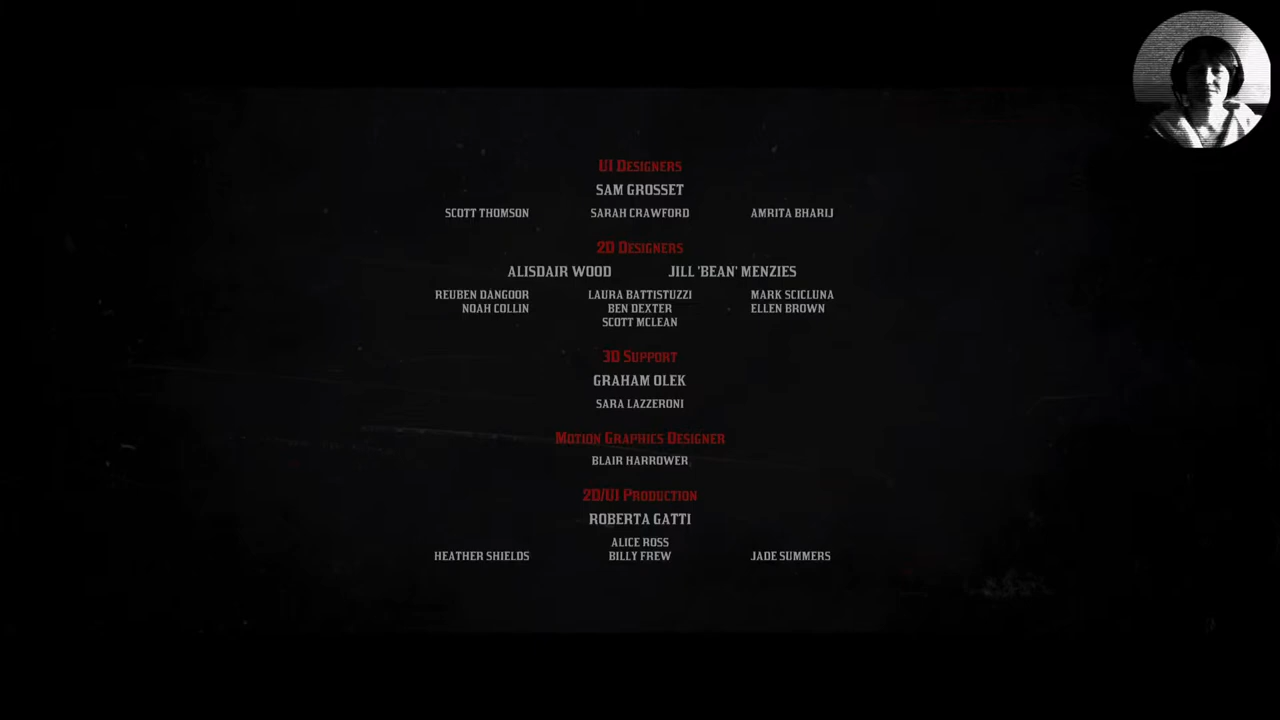 UI Designers
SAM GROSSET
SCOTT THOMSON SARAH CRAWFORD AMRITA BHARIJ
2D Designers
ALISDAIR WOOD JILL 'BEAN' MENZIES
REUBEN DANGOOR LAURA BATTISTUZZI MARK SCICLUNA
NOAH COLLIN BEN DEXTER ELLEN BROWN
SCOTT MCLEAN
3D Support
GRAHAM OLEK
SARA LAZZERONI
Motion Graphics Designer
BLAIR HARROWER
2D/UI Production
ROBERTA GATTI
ALICE ROSS
HEATHER SHIELDS BILLY FREW JADE SUMMERS